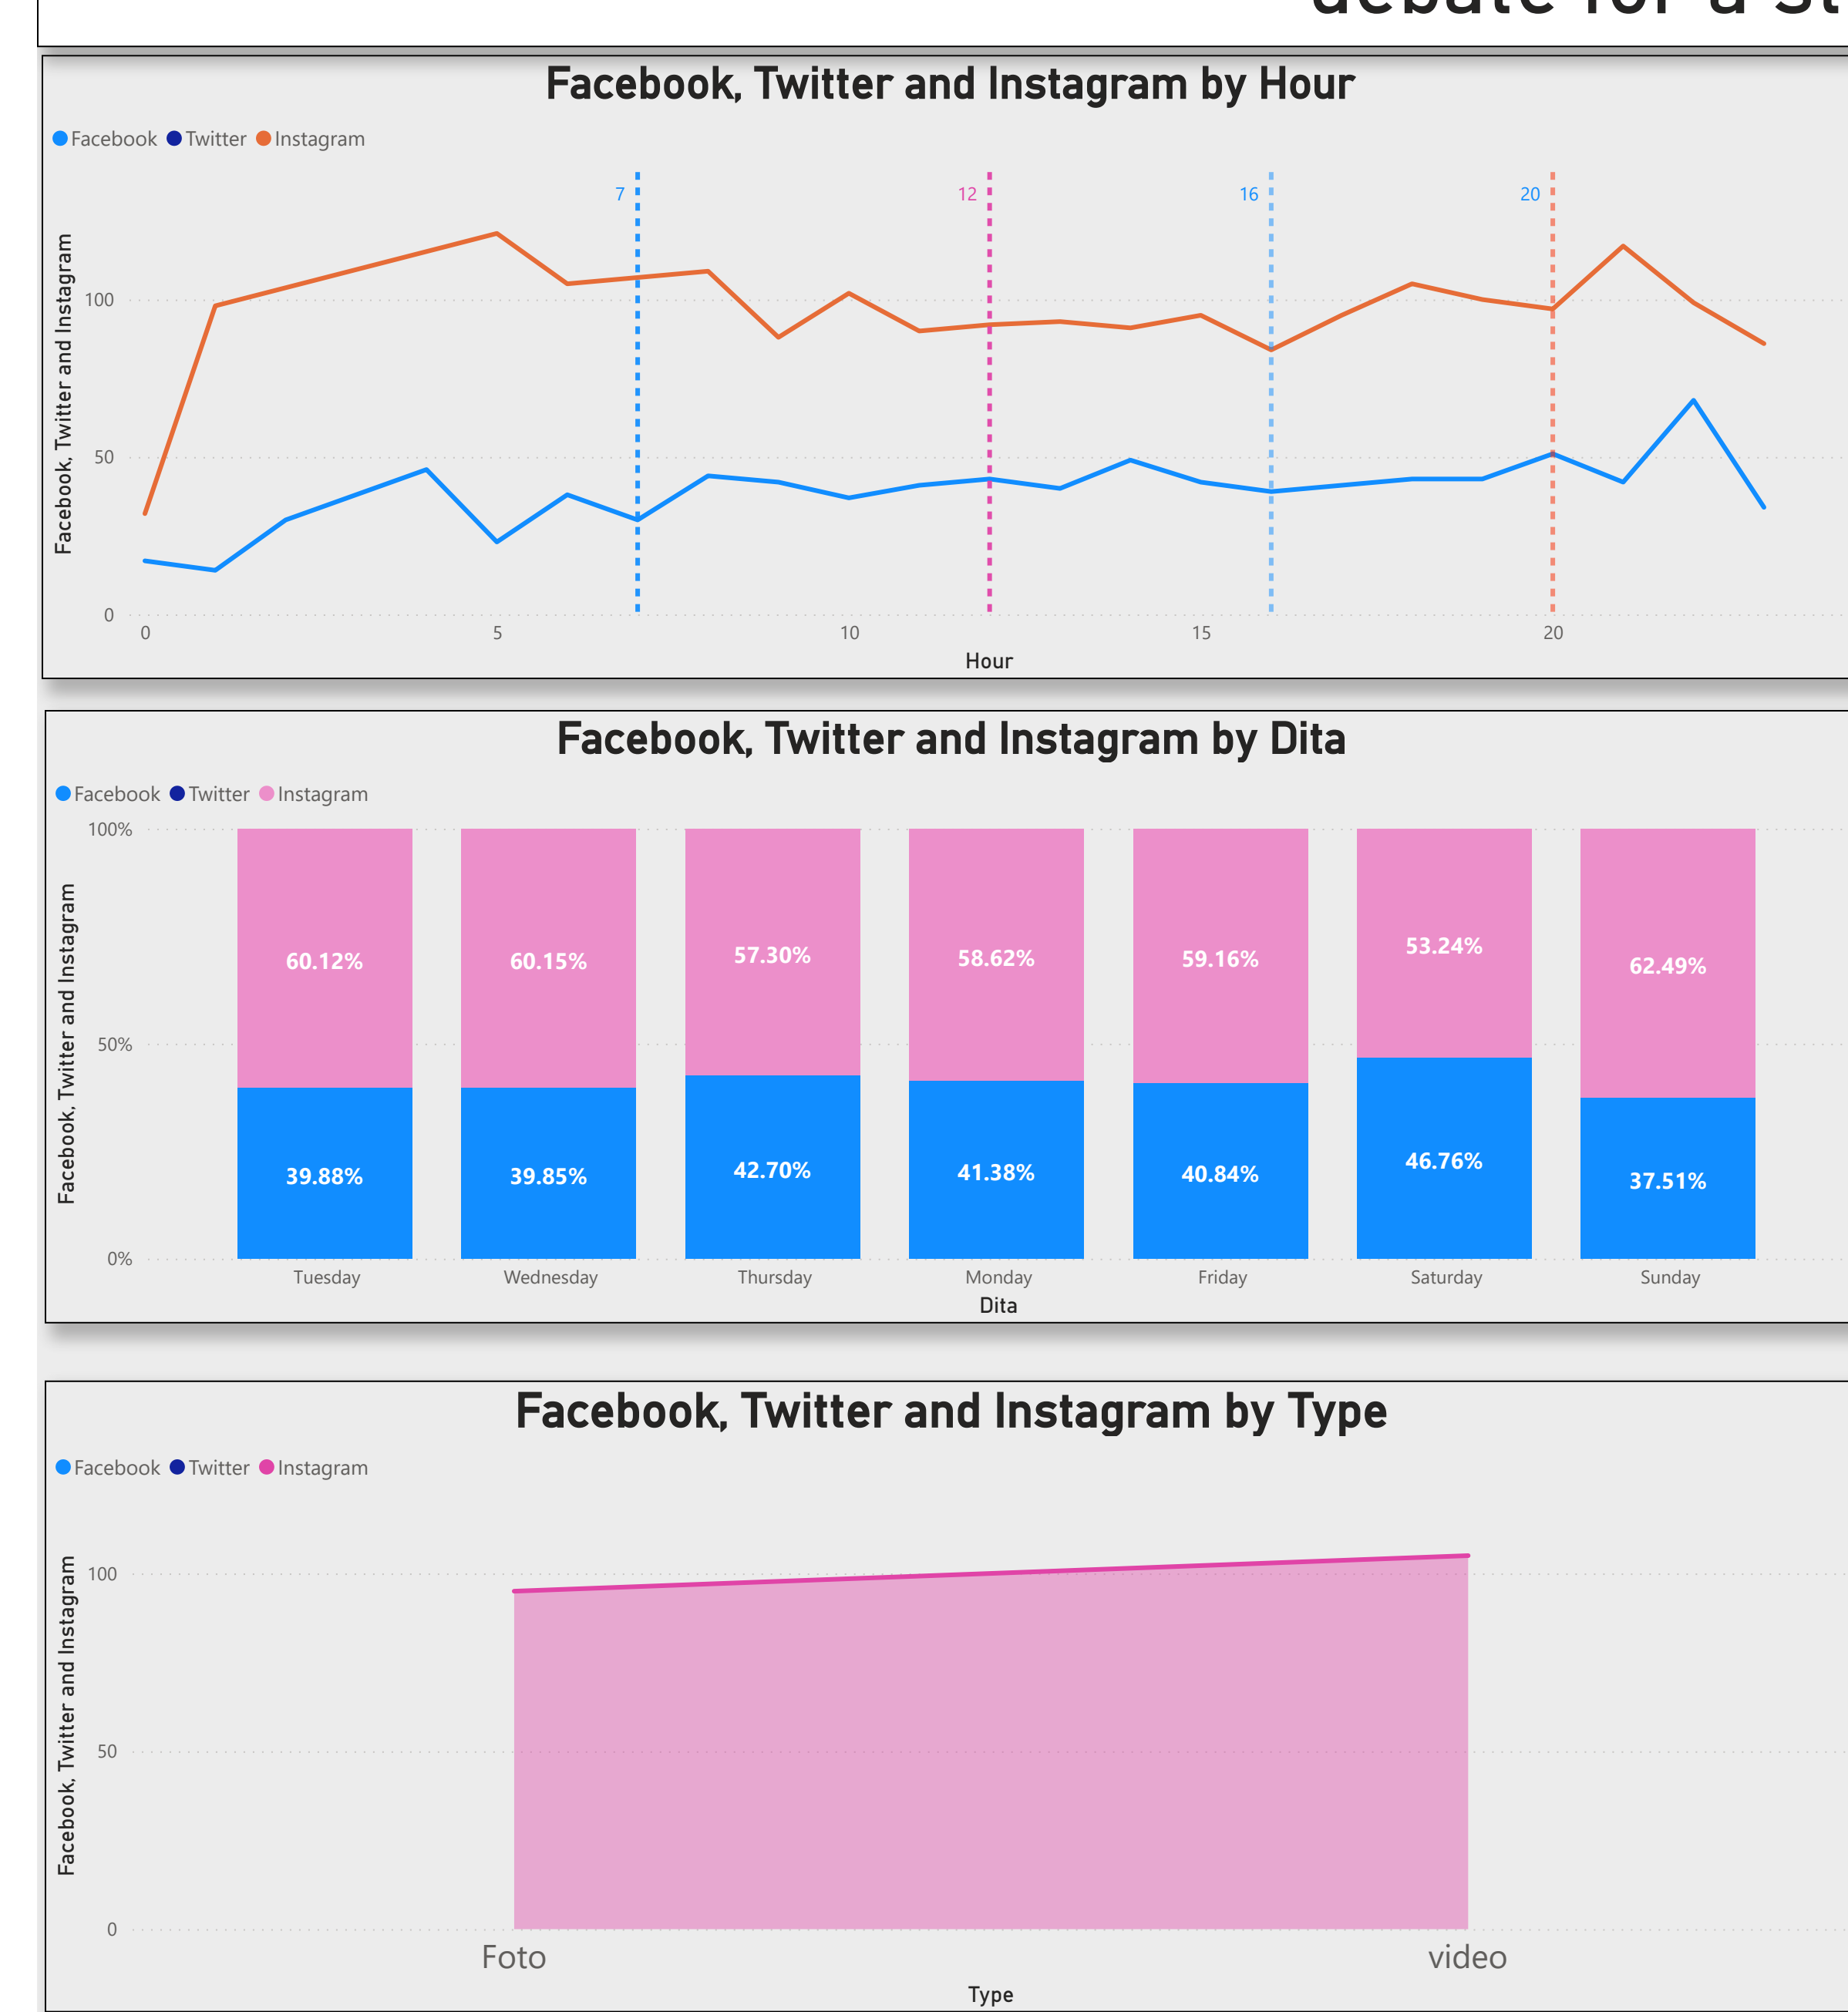 debate for a st
Facebook, Twitter and Instagram by Hour
Facebook Twitter Instagram
Facebook, Twitter and Instagram
7 12 16 20
100
50
0
0 5 10 15 20
Hour
Facebook, Twitter and Instagram by Dita
Facebook Twitter Instagram
Facebook, Twitter and Instagram
100%
60.12% 60.15% 57.30% 58.62% 59.16% 53.24% 62.49%
50%
39.88% 39.85% 42.70% 41.38% 40.84% 46.76% 37.51%
0%
Tuesday Wednesday Thursday Monday Friday Saturday Sunday
Dita
Facebook, Twitter and Instagram by Type
Facebook Twitter Instagram
Facebook, Twitter and Instagram
100
50
0
Foto video
Type